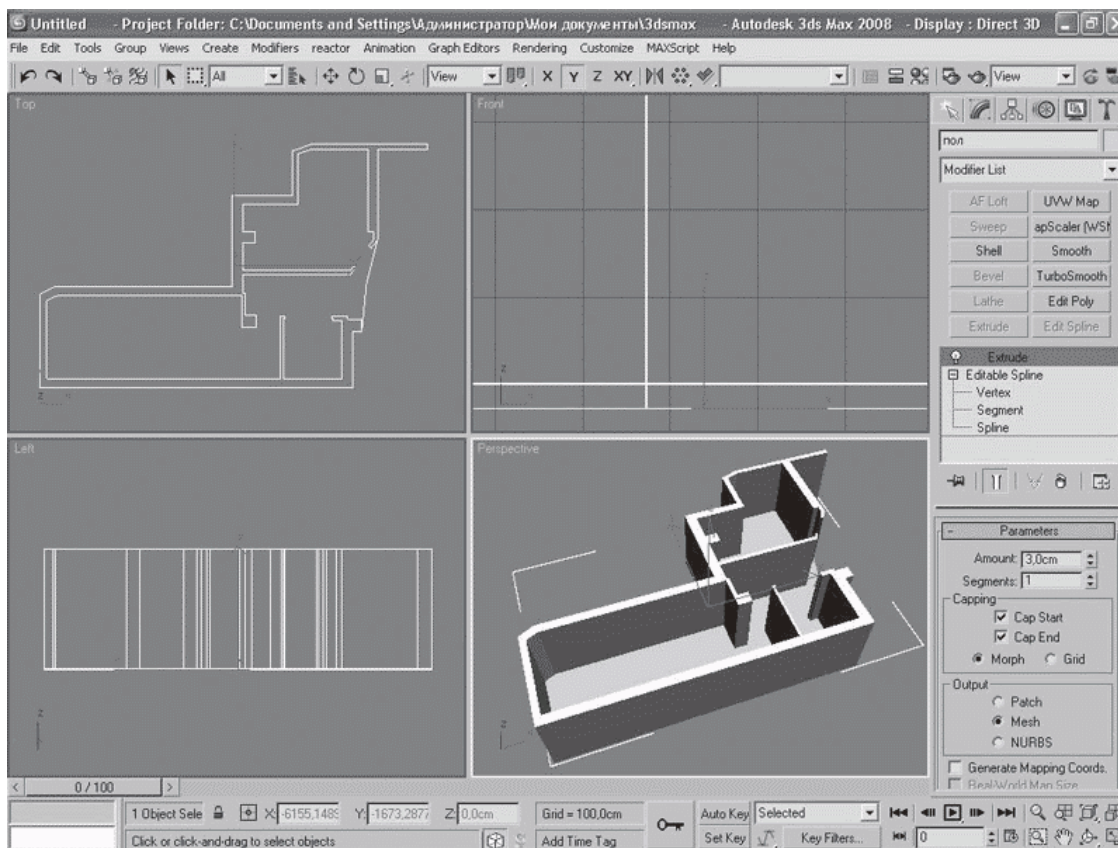 Untitled - Project Folder: C:\Documents and Settings\Администратор\Мои документы\3dsmax - Autodesk 3ds Max 2008 - Display : Direct 3D
File Edit Tools Group Views Create Modifiers reactor Animation Graph Editors Rendering Customize MAXScript Help
All View X Y Z XY View
Top
Front
Left
Perspective
пол
Modifier List
AF Loft UVW Map
Sweep apScaler (WSM
Shell Smooth
Bevel TurboSmooth
Lathe Edit Poly
Extrude Edit Spline
Extrude
Editable Spline
Vertex
Segment
Spline
Parameters
Amount: 3,0cm
Segments: 1
Capping
Cap Start
Cap End
Morph Grid
Output
Patch
Mesh
NURBS
Generate Mapping Coords.
Real-World Map Size
0 / 100
1 Object Sele X: -6155,148 Y: -1673,287 Z: 0,0cm Grid = 100,0cm Auto Key Selected
Click or click-and-drag to select objects Add Time Tag Set Key Key Filters... 0